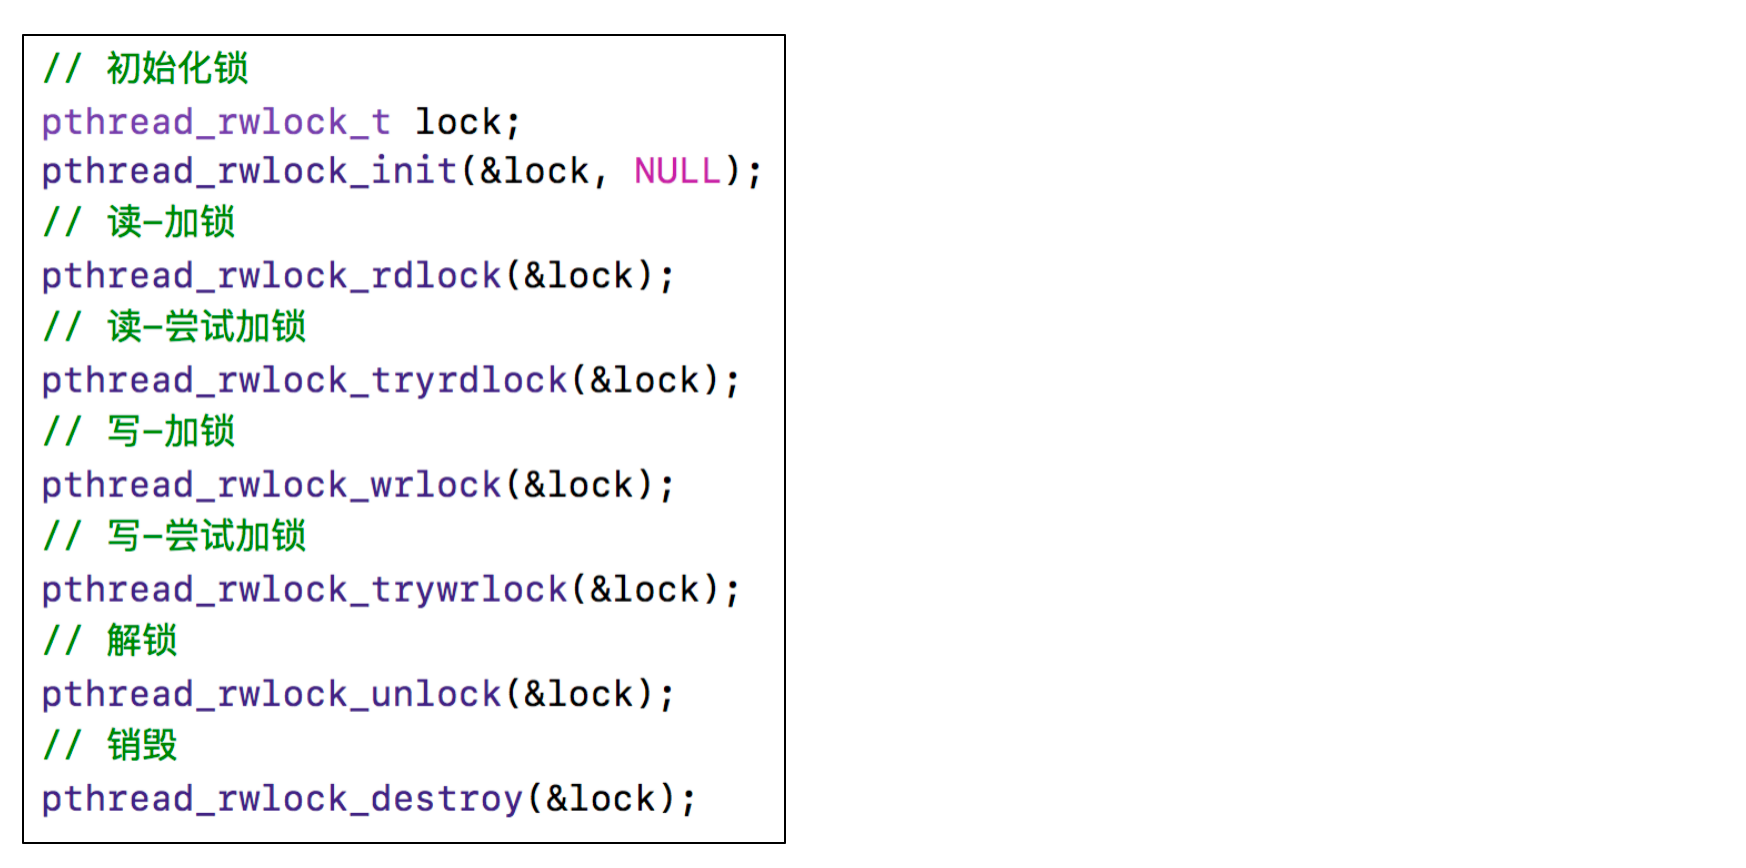 // 初始化锁
pthread_rwlock_t lock;
pthread_rwlock_init(&lock, NULL);
// 读-加锁
pthread_rwlock_rdlock(&lock);
// 读-尝试加锁
pthread_rwlock_tryrdlock(&lock);
// 写-加锁
pthread_rwlock_wrlock(&lock);
// 写-尝试加锁
pthread_rwlock_trywrlock(&lock);
// 解锁
pthread_rwlock_unlock(&lock);
// 销毁
pthread_rwlock_destroy(&lock);